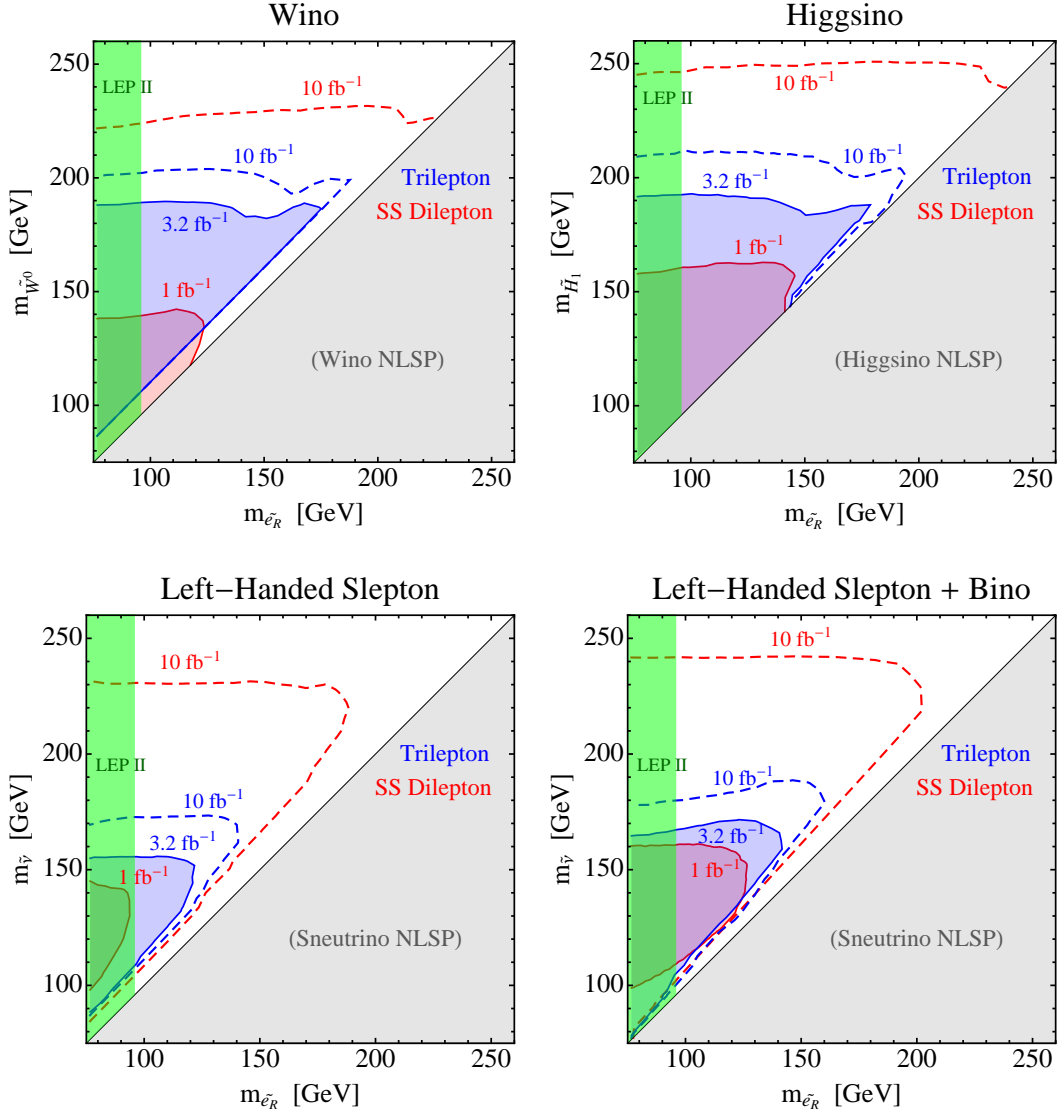 Wino
250
200
150
100
100
150
200
250
LEP II
10 fb⁻¹
10 fb⁻¹
3.2 fb⁻¹
1 fb⁻¹
Trilepton
SS Dilepton
(Wino NLSP)
m_W̃⁰ [GeV]
m_ẽR [GeV]
Higgsino
250
200
150
100
100
150
200
250
LEP II
10 fb⁻¹
10 fb⁻¹
3.2 fb⁻¹
1 fb⁻¹
Trilepton
SS Dilepton
(Higgsino NLSP)
m_H̃1 [GeV]
m_ẽR [GeV]
Left−Handed Slepton
250
200
150
100
100
150
200
250
10 fb⁻¹
LEP II
10 fb⁻¹
3.2 fb⁻¹
1 fb⁻¹
Trilepton
SS Dilepton
(Sneutrino NLSP)
m_ν̃ [GeV]
m_ẽR [GeV]
Left−Handed Slepton + Bino
250
200
150
100
100
150
200
250
10 fb⁻¹
LEP II
10 fb⁻¹
3.2 fb⁻¹
1 fb⁻¹
Trilepton
SS Dilepton
(Sneutrino NLSP)
m_ν̃ [GeV]
m_ẽR [GeV]